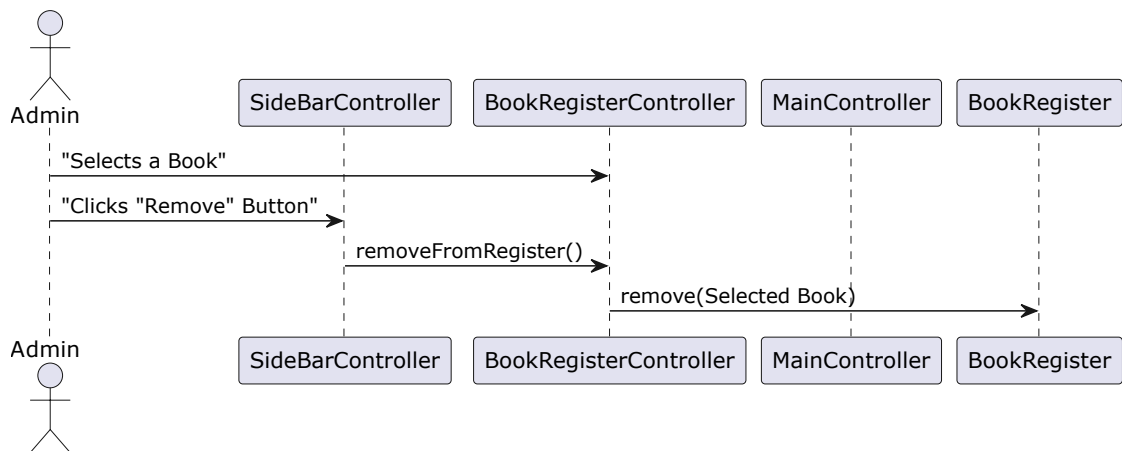 Admin
SideBarController
BookRegisterController
MainController
BookRegister
"Selects a Book"
"Clicks "Remove" Button"
removeFromRegister()
remove(Selected Book)
Admin
SideBarController
BookRegisterController
MainController
BookRegister